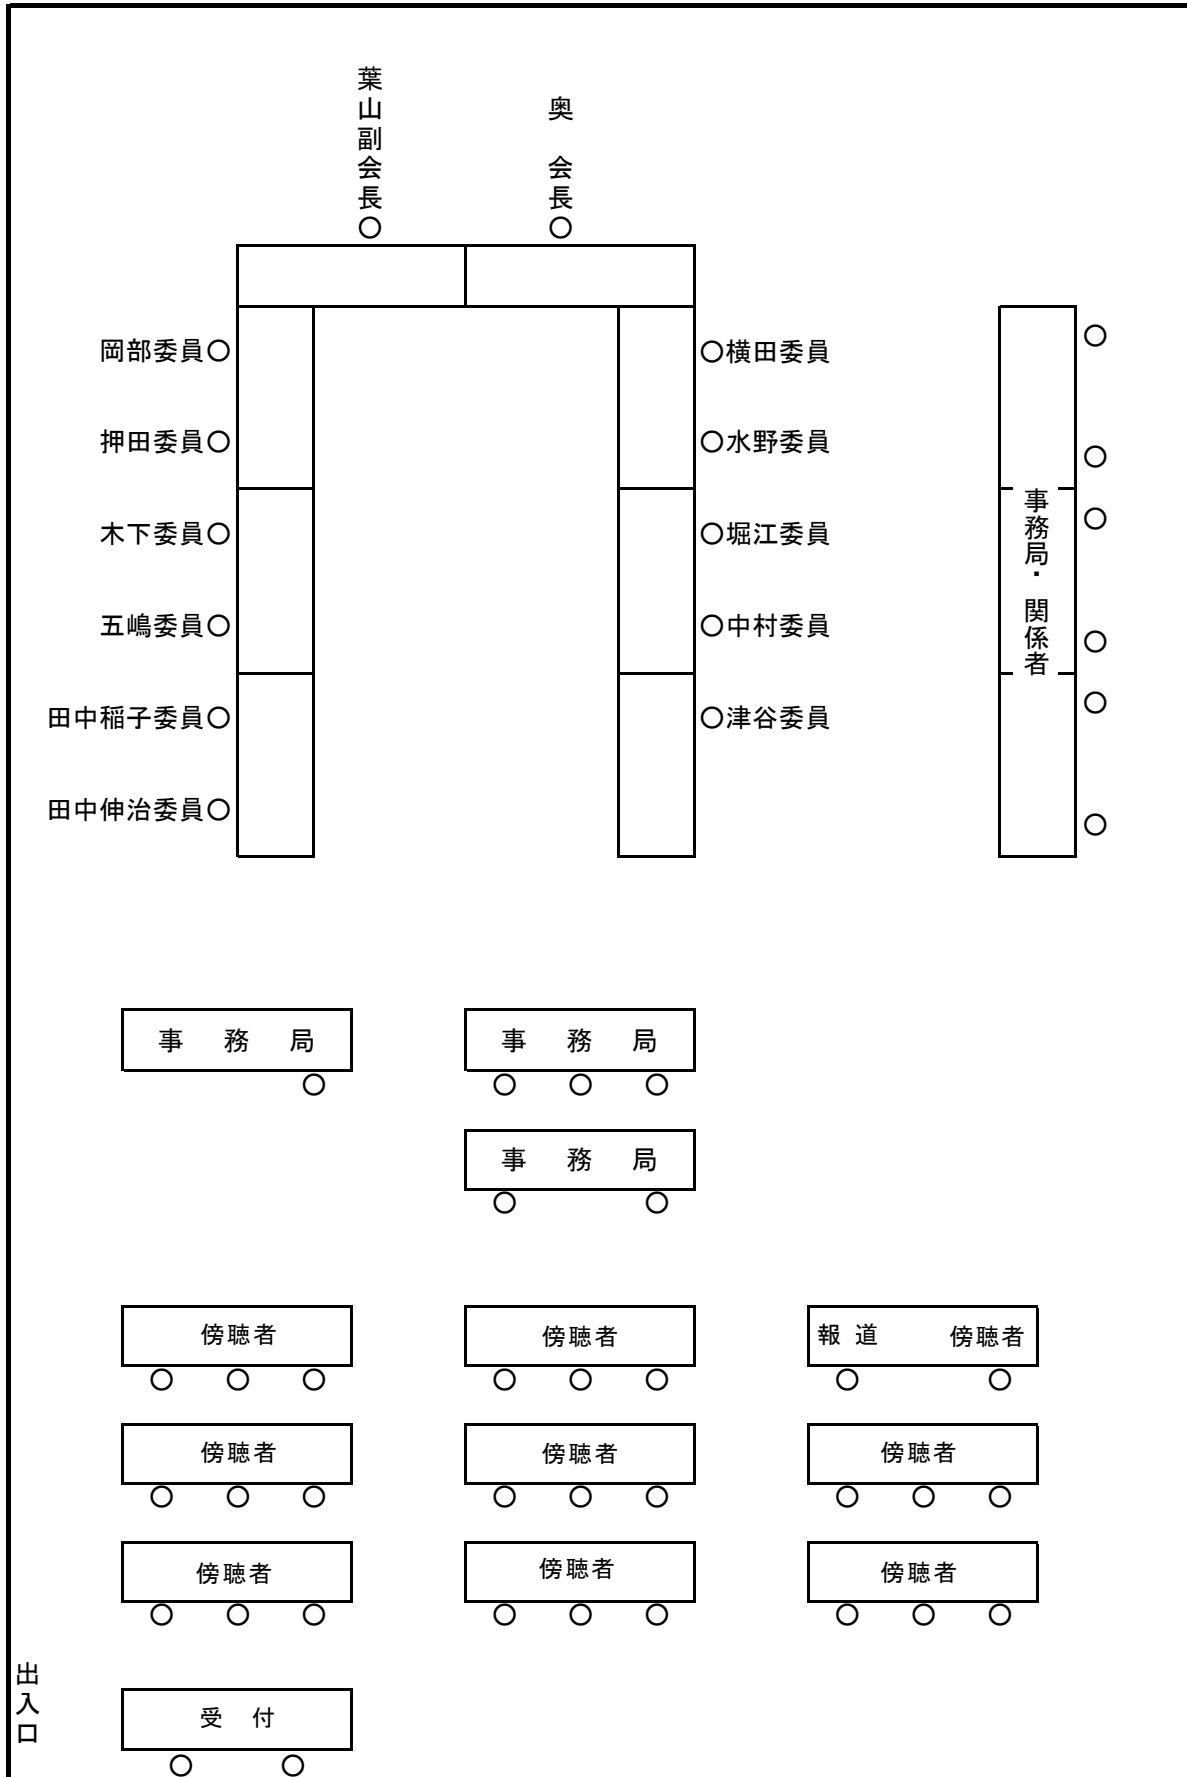 葉山副会長○
奥　会長○
岡部委員○
○横田委員
押田委員○
○水野委員
木下委員○
○堀江委員
五嶋委員○
○中村委員
田中稲子委員○
○津谷委員
田中伸治委員○
事務局・関係者
事　務　局
事　務　局
事　務　局
傍聴者
傍聴者
報 道
傍聴者
傍聴者
傍聴者
傍聴者
傍聴者
傍聴者
傍聴者
出入口
受　付